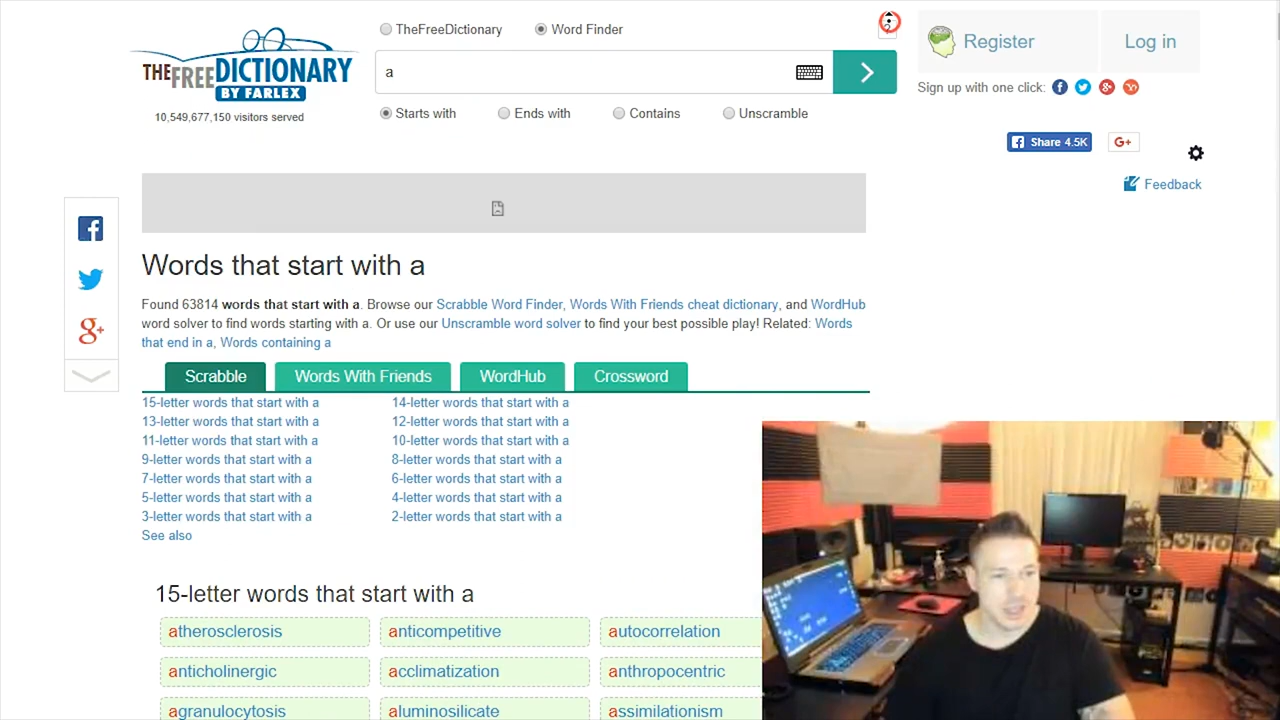 TheFreeDictionary Word Finder
THEFREEDICTIONARY
BY FARLEX
10,549,677,150 visitors served
a
Starts with Ends with Contains Unscramble
Register Log in
Sign up with one click:
Share 4.5K G+
Feedback
Words that start with a
Found 63814 words that start with a. Browse our Scrabble Word Finder, Words With Friends cheat dictionary, and WordHub
word solver to find words starting with a. Or use our Unscramble word solver to find your best possible play! Related: Words
that end in a, Words containing a
Scrabble Words With Friends WordHub Crossword
15-letter words that start with a 14-letter words that start with a
13-letter words that start with a 12-letter words that start with a
11-letter words that start with a 10-letter words that start with a
9-letter words that start with a 8-letter words that start with a
7-letter words that start with a 6-letter words that start with a
5-letter words that start with a 4-letter words that start with a
3-letter words that start with a 2-letter words that start with a
See also
15-letter words that start with a
atherosclerosis anticompetitive autocorrelation
anticholinergic acclimatization anthropocentric
agranulocytosis aluminosilicate assimilationism